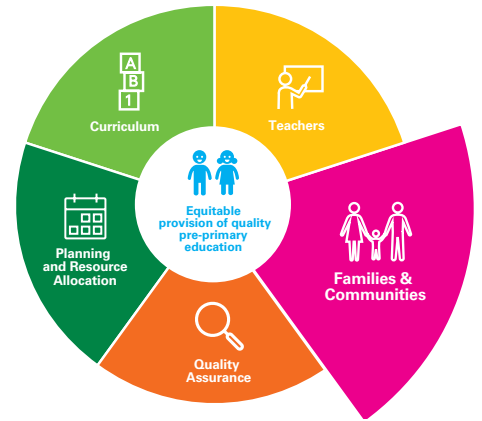 A
B
1
Curriculum
Teachers
Equitable
provision of quality
pre-primary
education
Planning
and Resource
Allocation
Families &
Communities
Quality
Assurance